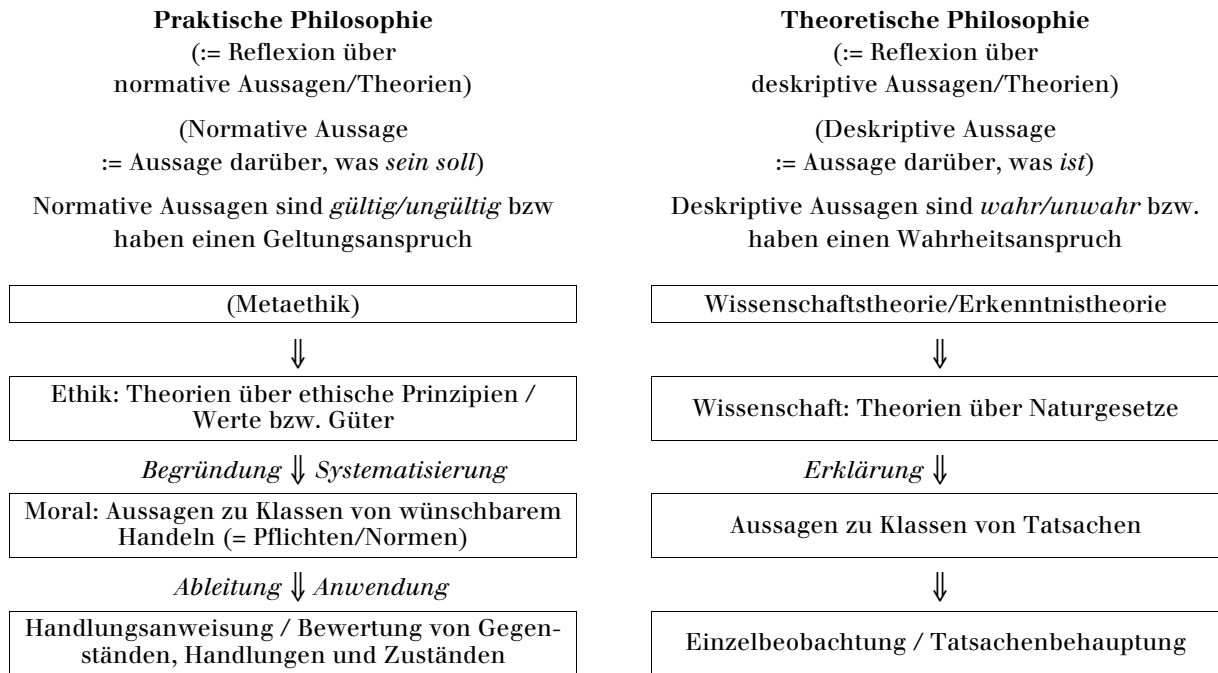 Praktische Philosophie
(:= Reflexion über
normative Aussagen/Theorien)
(Normative Aussage
:= Aussage darüber, was sein soll)
Normative Aussagen sind gültig/ungültig bzw
haben einen Geltungsanspruch
(Metaethik)
⇓
Ethik: Theorien über ethische Prinzipien /
Werte bzw. Güter
Begründung ⇓ Systematisierung
Moral: Aussagen zu Klassen von wünschbarem
Handeln (= Pflichten/Normen)
Ableitung ⇓ Anwendung
Handlungsanweisung / Bewertung von Gegen-
ständen, Handlungen und Zuständen
Theoretische Philosophie
(:= Reflexion über
deskriptive Aussagen/Theorien)
(Deskriptive Aussage
:= Aussage darüber, was ist)
Deskriptive Aussagen sind wahr/unwahr bzw.
haben einen Wahrheitsanspruch
Wissenschaftstheorie/Erkenntnistheorie
⇓
Wissenschaft: Theorien über Naturgesetze
Erklärung ⇓
Aussagen zu Klassen von Tatsachen
⇓
Einzelbeobachtung / Tatsachenbehauptung